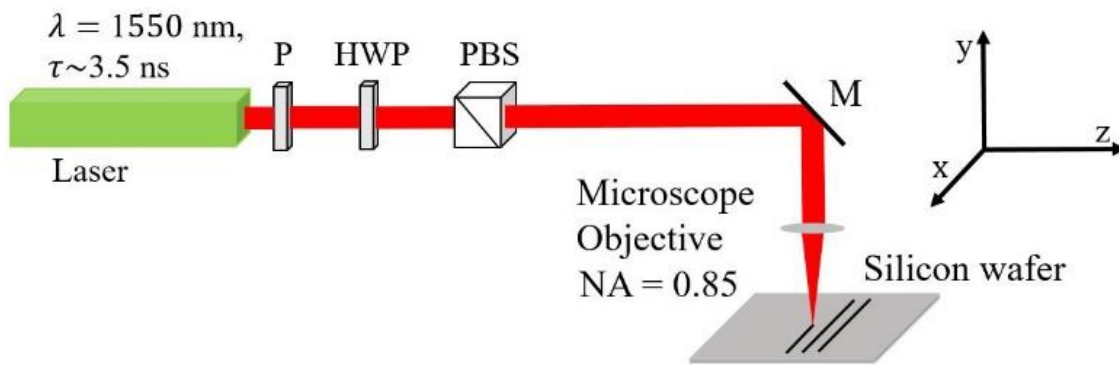 λ = 1550 nm,
τ~3.5 ns
P
HWP
PBS
M
y
z
x
Laser
Microscope
Objective
NA = 0.85
Silicon wafer